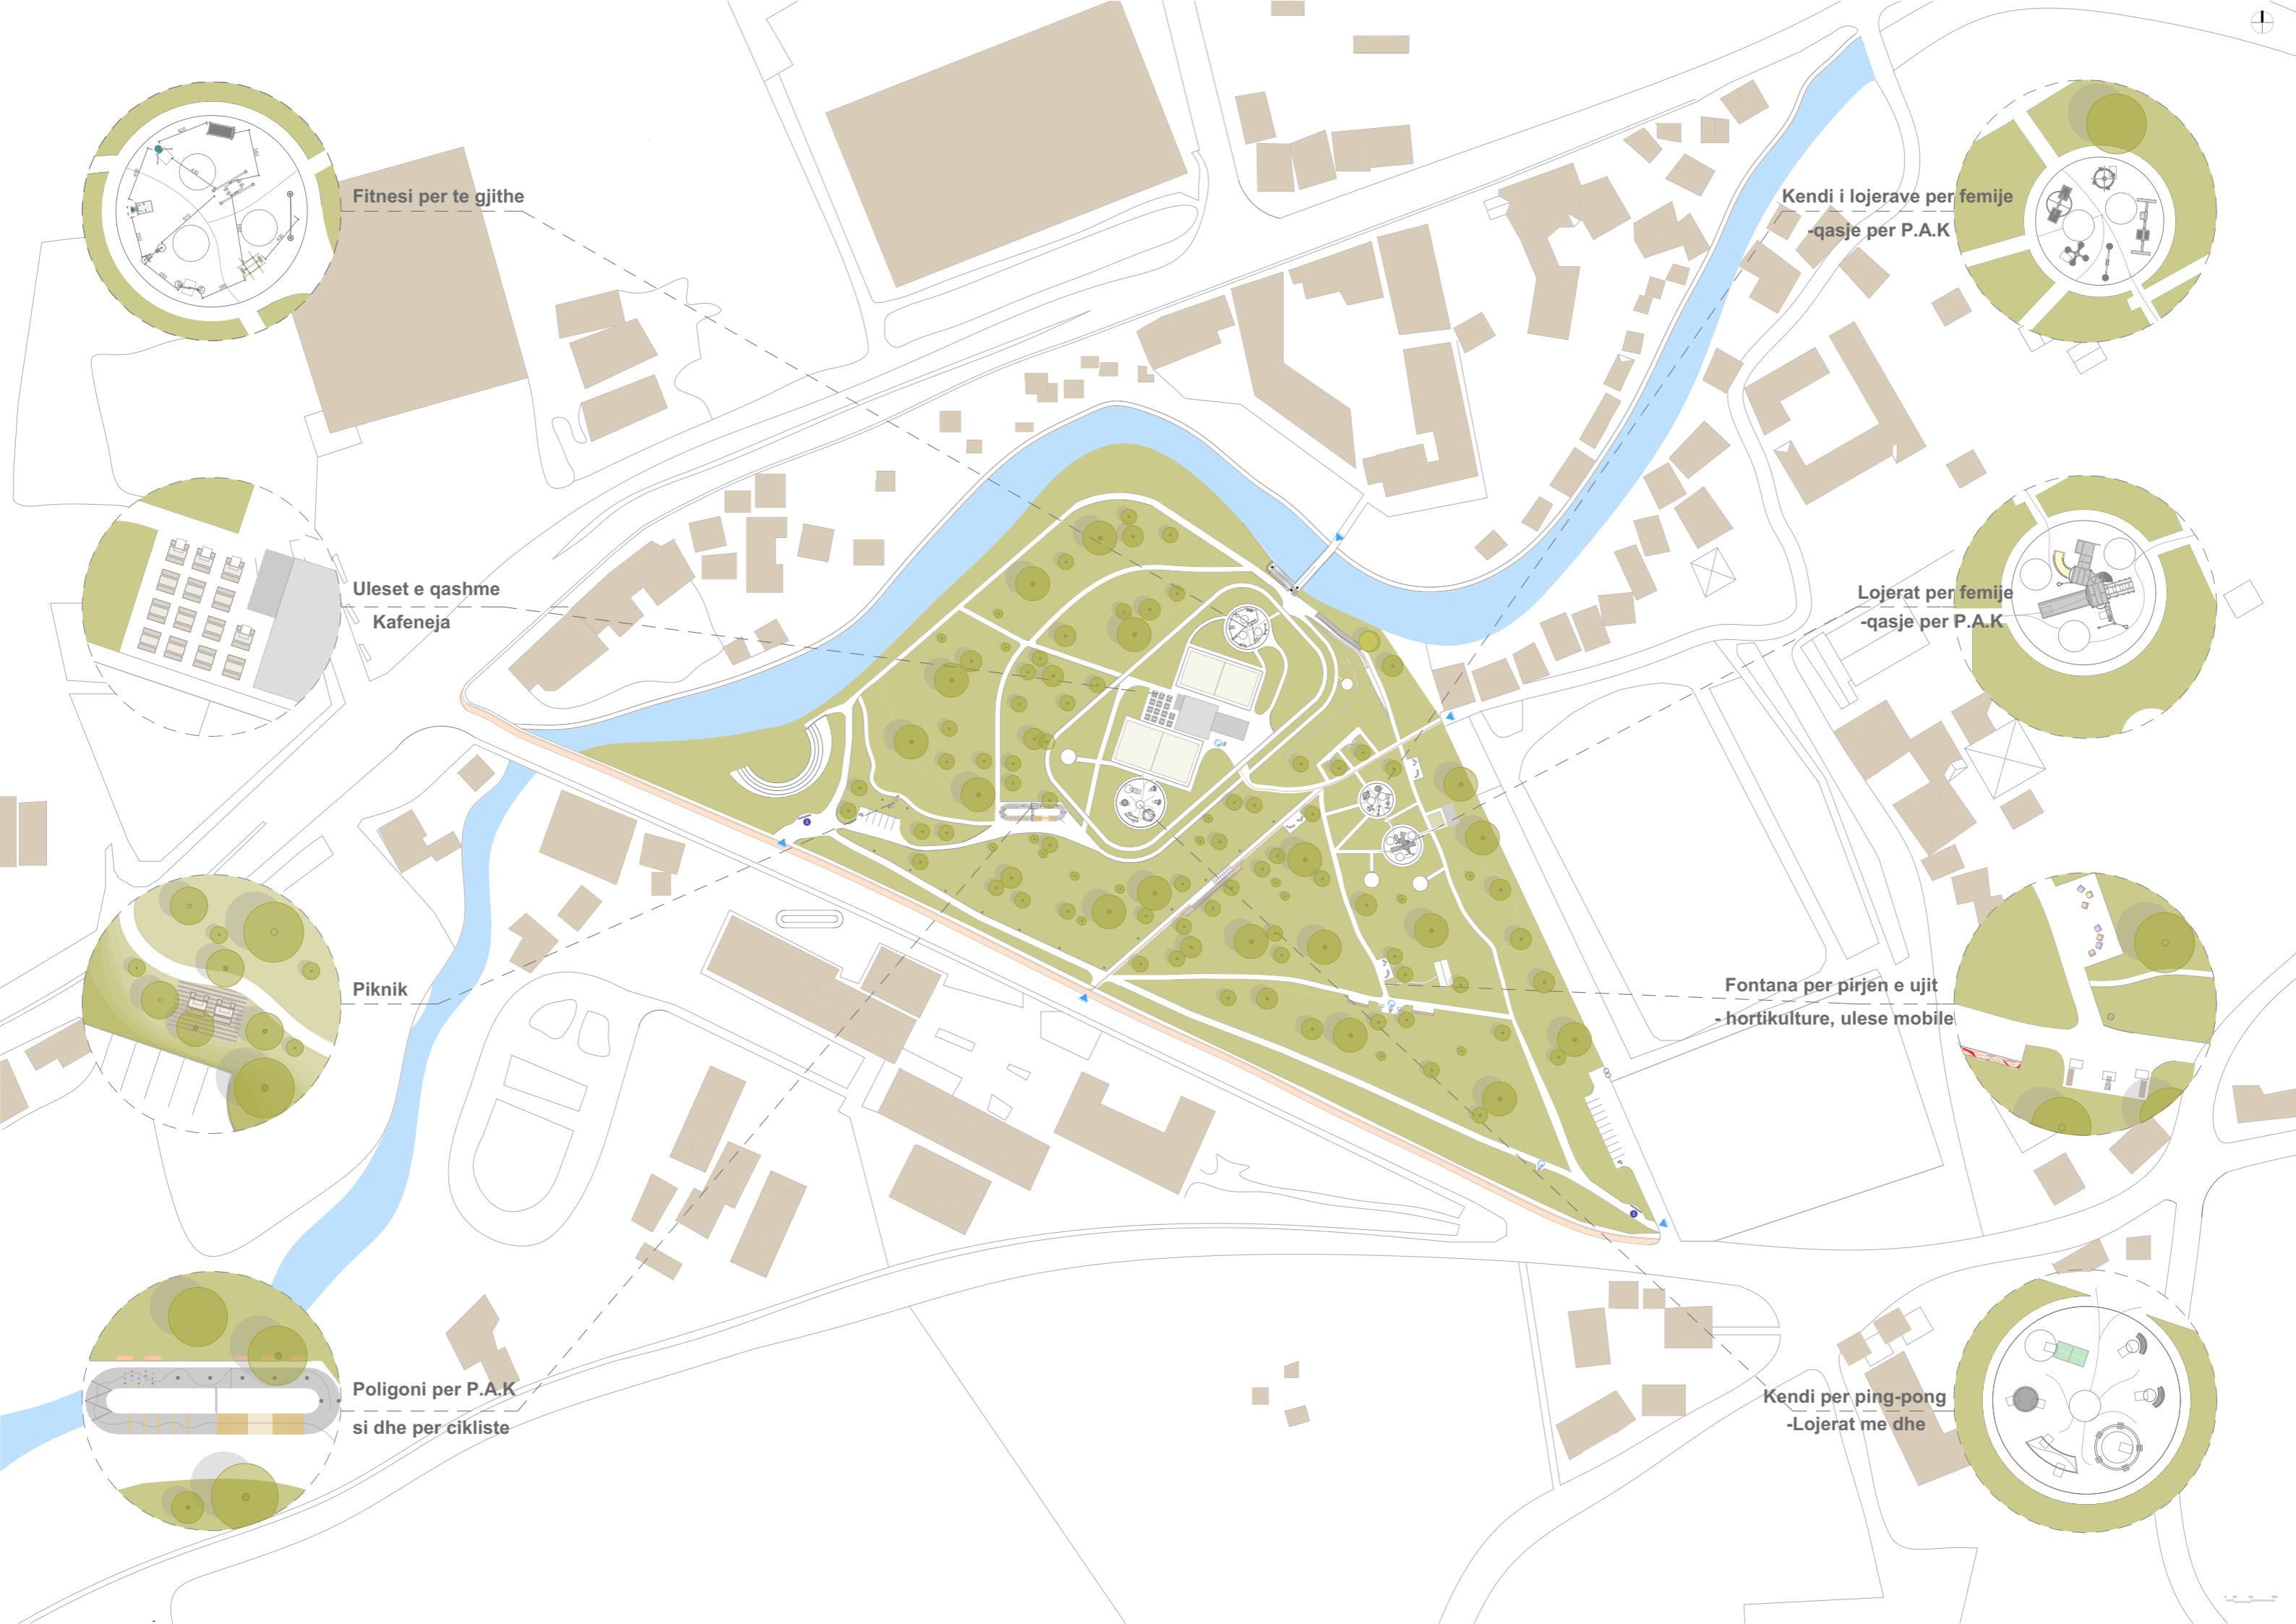 Fitnesi per te gjithe
Uleset e qashme
Kafeneja
Piknik
Poligoni per P.A.K
si dhe per cikliste
Kendi i lojerave per femije
-qasje per P.A.K
Lojerat per femije
-qasje per P.A.K
Fontana per pirjen e ujit
- hortikulture, ulese mobile
Kendi per ping-pong
-Lojerat me dhe